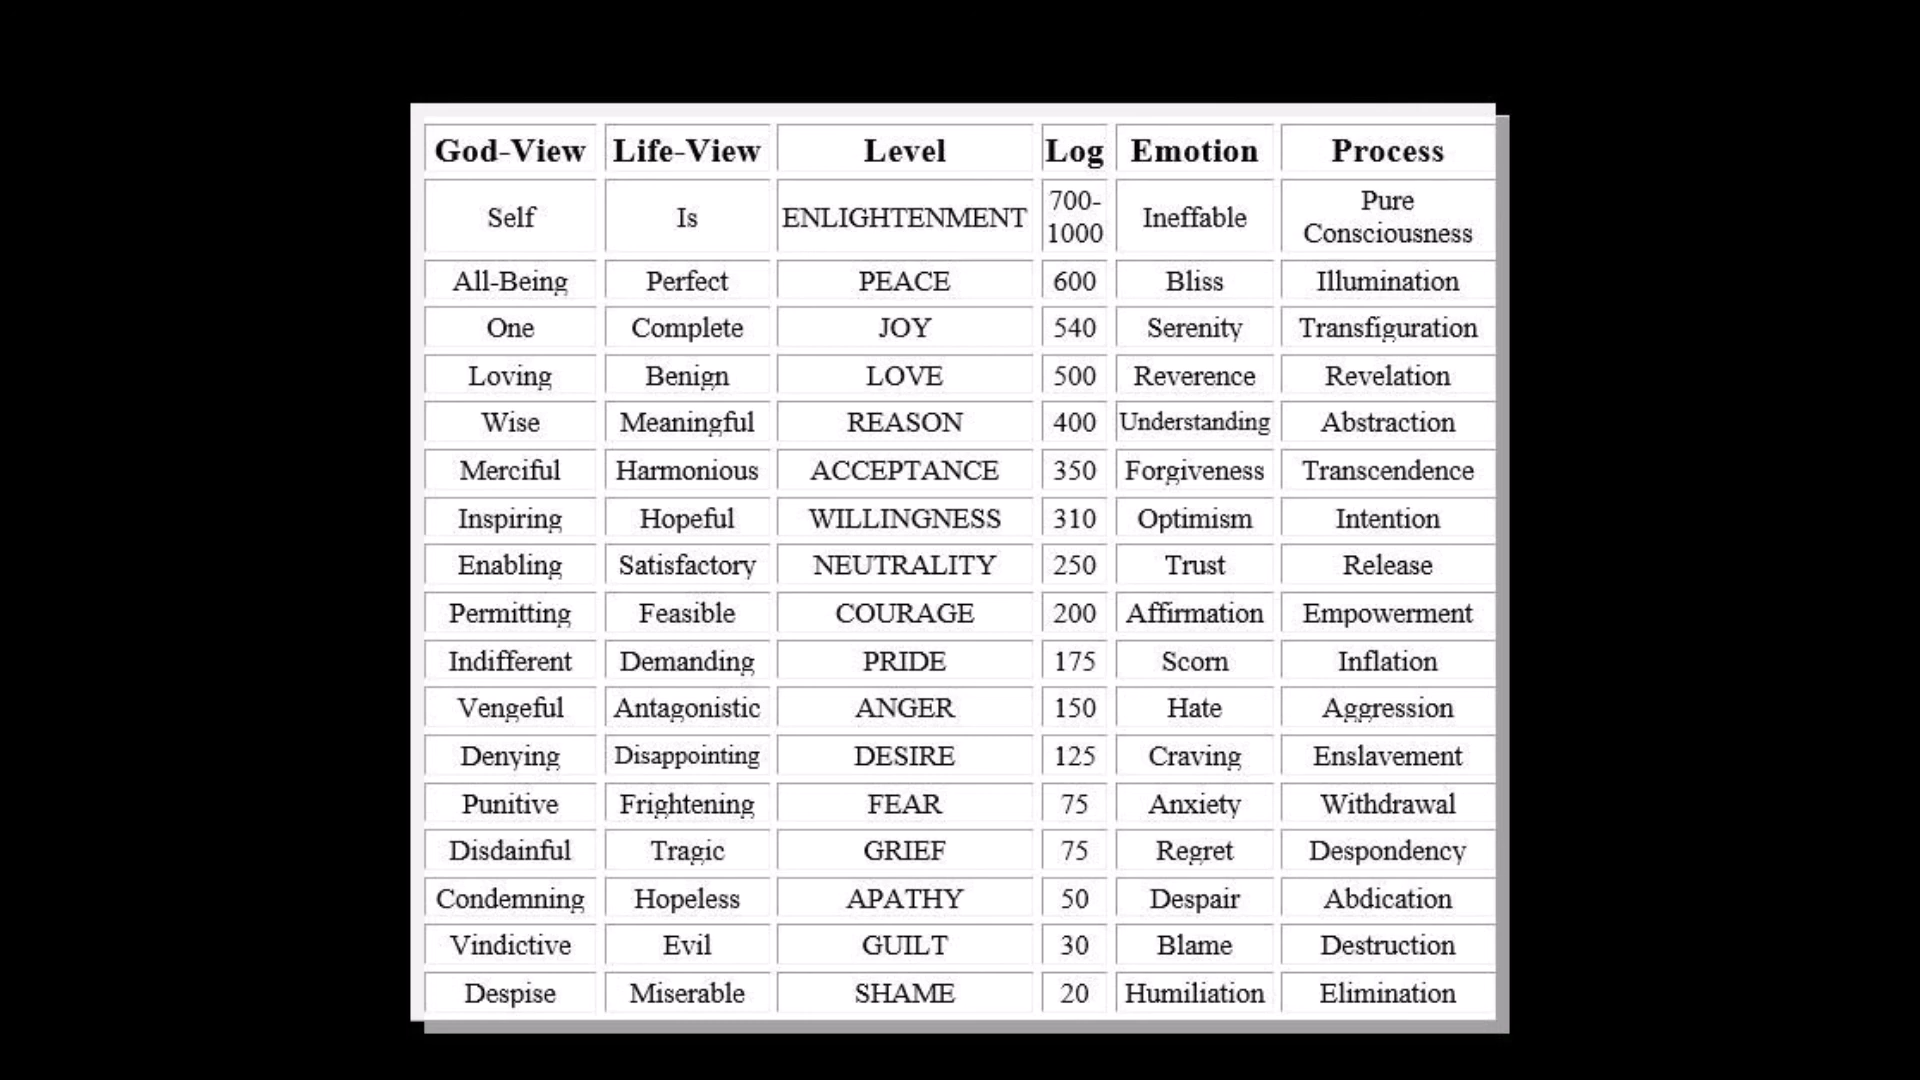 God-View Life-View Level Log Emotion Process
Self Is ENLIGHTENMENT 700-1000 Ineffable Pure Consciousness
All-Being Perfect PEACE 600 Bliss Illumination
One Complete JOY 540 Serenity Transfiguration
Loving Benign LOVE 500 Reverence Revelation
Wise Meaningful REASON 400 Understanding Abstraction
Merciful Harmonious ACCEPTANCE 350 Forgiveness Transcendence
Inspiring Hopeful WILLINGNESS 310 Optimism Intention
Enabling Satisfactory NEUTRALITY 250 Trust Release
Permitting Feasible COURAGE 200 Affirmation Empowerment
Indifferent Demanding PRIDE 175 Scorn Inflation
Vengeful Antagonistic ANGER 150 Hate Aggression
Denying Disappointing DESIRE 125 Craving Enslavement
Punitive Frightening FEAR 75 Anxiety Withdrawal
Disdainful Tragic GRIEF 75 Regret Despondency
Condemning Hopeless APATHY 50 Despair Abdication
Vindictive Evil GUILT 30 Blame Destruction
Despise Miserable SHAME 20 Humiliation Elimination